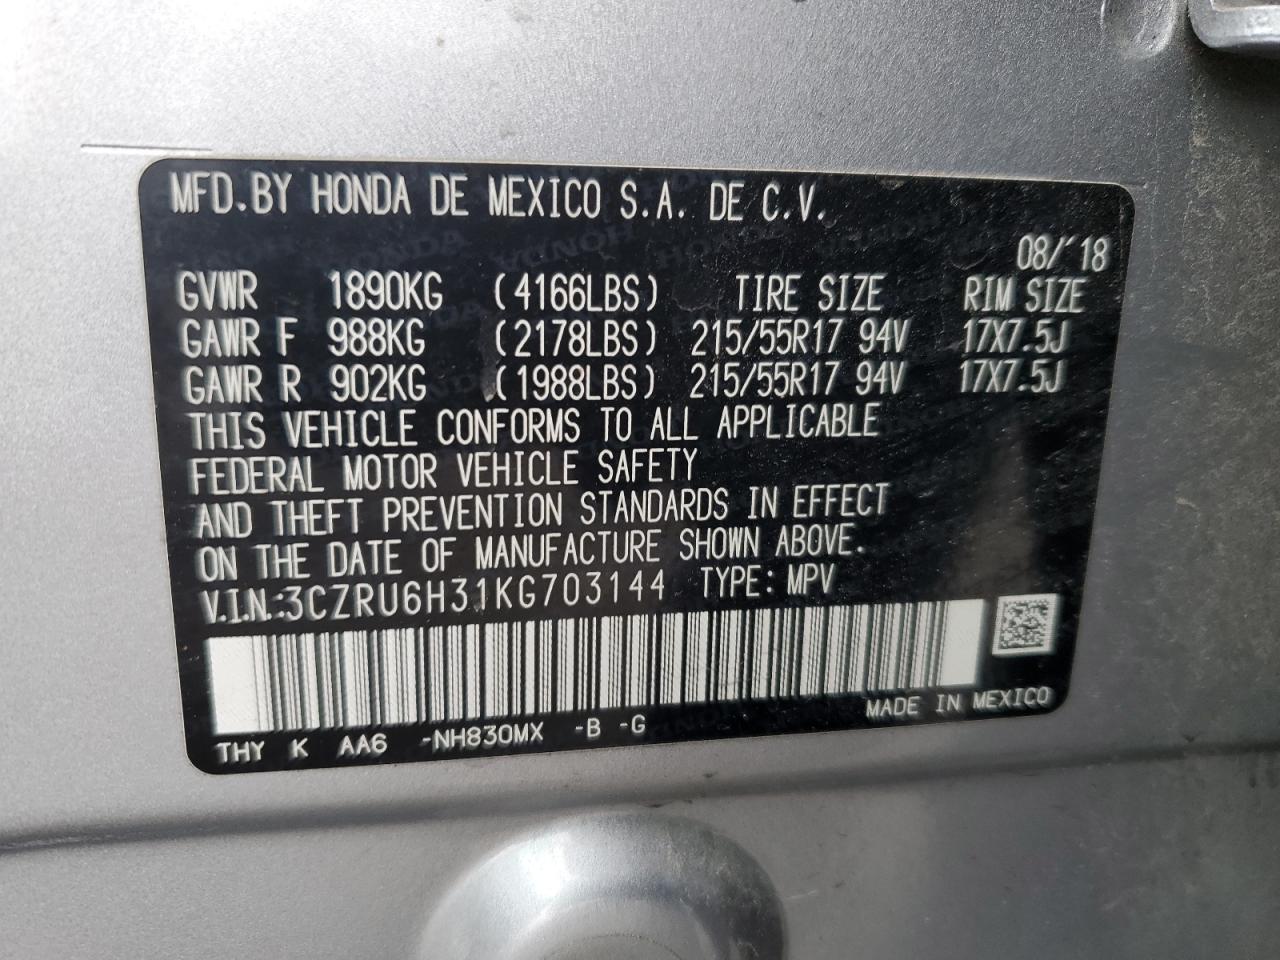 MFD.BY HONDA DE MEXICO S.A. DE C.V.
08/'18
GVWR 1890KG (4166LBS) TIRE SIZE RIM SIZE
GAWR F 988KG (2178LBS) 215/55R17 94V 17X7.5J
GAWR R 902KG (1988LBS) 215/55R17 94V 17X7.5J
THIS VEHICLE CONFORMS TO ALL APPLICABLE
FEDERAL MOTOR VEHICLE SAFETY
AND THEFT PREVENTION STANDARDS IN EFFECT
ON THE DATE OF MANUFACTURE SHOWN ABOVE.
V.I.N.:3CZRU6H31KG703144 TYPE: MPV
MADE IN MEXICO
THY K AA6 -NH830MX -B -G